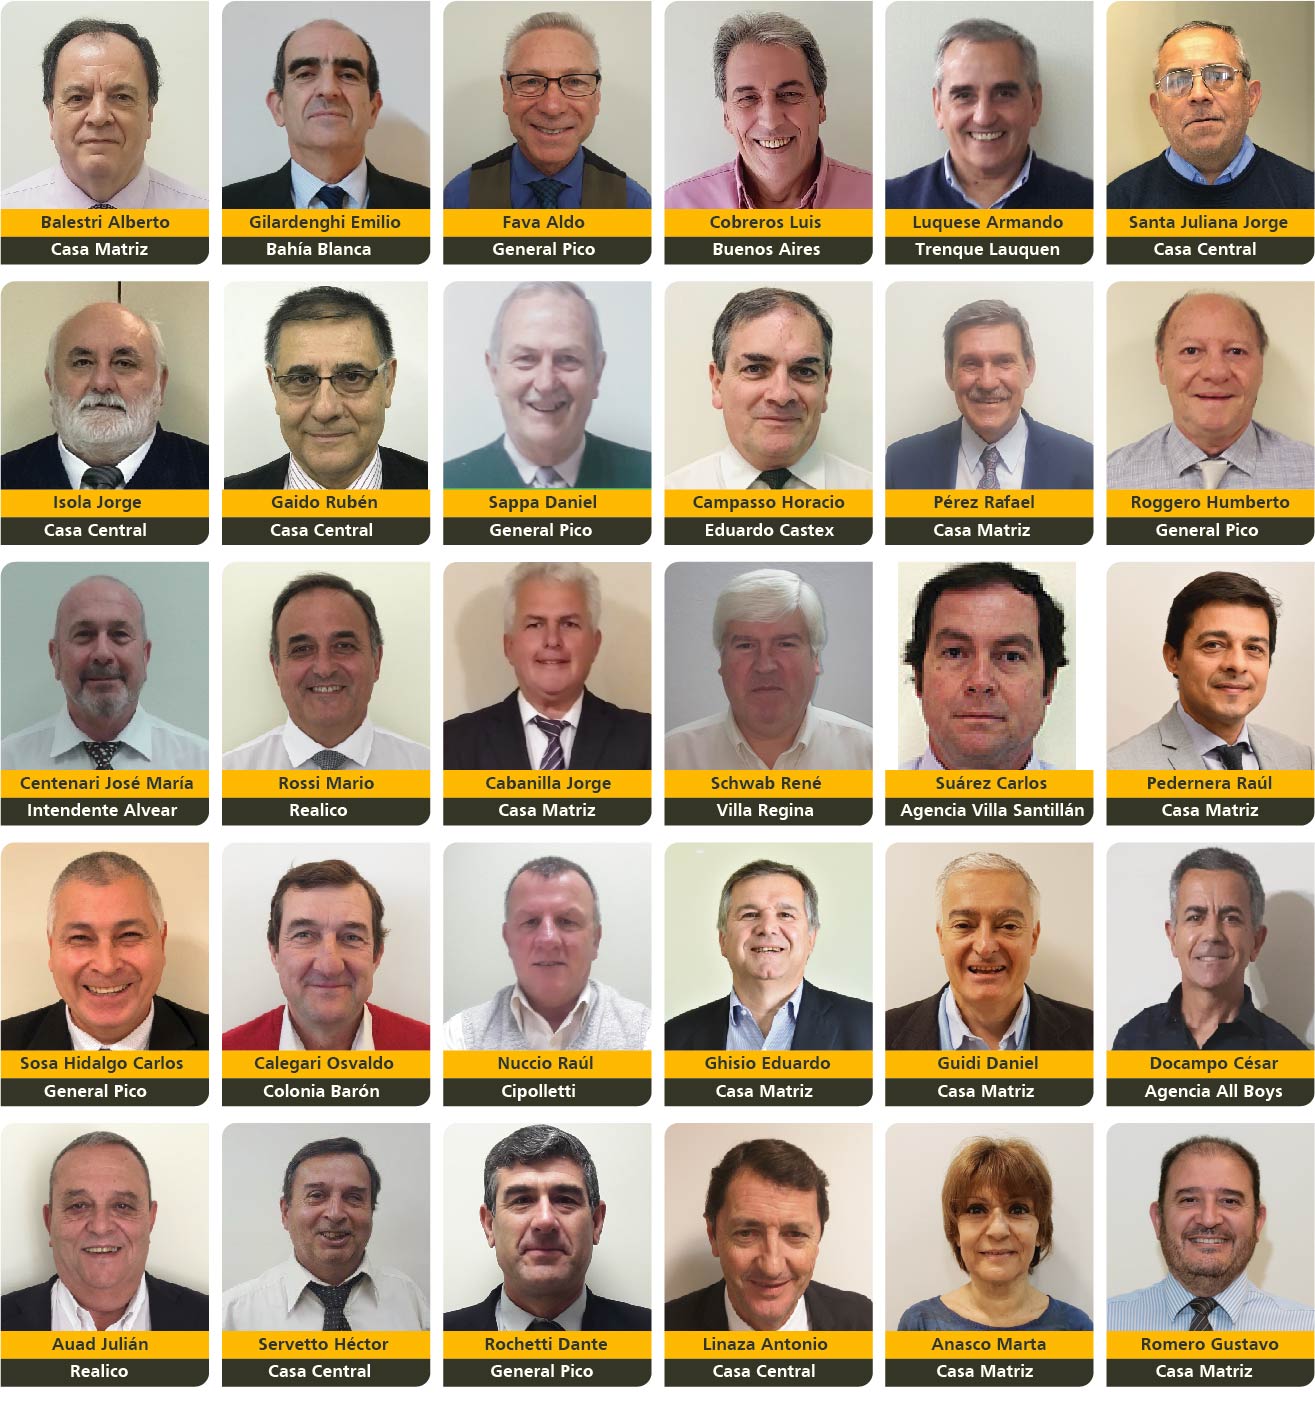 Balestri Alberto
Casa Matriz
Gilardenghi Emilio
Bahía Blanca
Fava Aldo
General Pico
Cobreros Luis
Buenos Aires
Luquese Armando
Trenque Lauquen
Santa Juliana Jorge
Casa Central
Isola Jorge
Casa Central
Gaido Rubén
Casa Central
Sappa Daniel
General Pico
Campasso Horacio
Eduardo Castex
Pérez Rafael
Casa Matriz
Roggero Humberto
General Pico
Centenari José María
Intendente Alvear
Rossi Mario
Realico
Cabanilla Jorge
Casa Matriz
Schwab René
Villa Regina
Suárez Carlos
Agencia Villa Santillán
Pedernera Raúl
Casa Matriz
Sosa Hidalgo Carlos
General Pico
Calegari Osvaldo
Colonia Barón
Nuccio Raúl
Cipolletti
Ghisio Eduardo
Casa Matriz
Guidi Daniel
Casa Matriz
Docampo César
Agencia All Boys
Auad Julián
Realico
Servetto Héctor
Casa Central
Rochetti Dante
General Pico
Linaza Antonio
Casa Central
Anasco Marta
Casa Matriz
Romero Gustavo
Casa Matriz